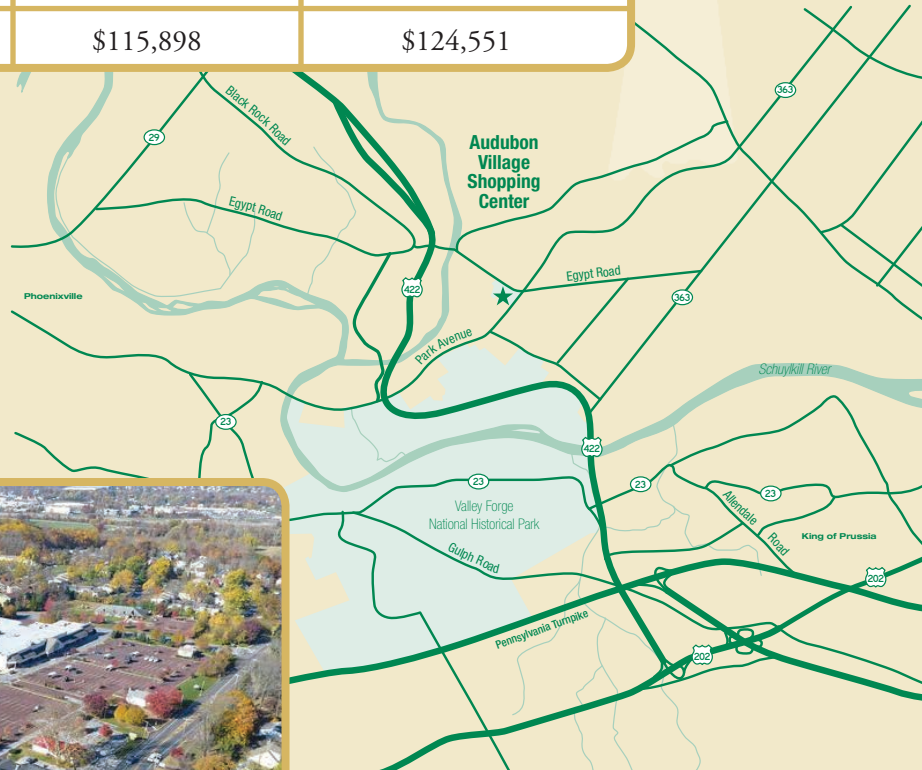 $115,898 $124,551
363
Black Rock Road
29
Audubon
Village
Shopping
Center
Egypt Road
Egypt Road
422
Phoenixville
363
Park Avenue
Schuylkill River
23
422
23
23
23
Valley Forge
National Historical Park
Allendale Road
King of Prussia
Gulph Road
202
Pennsylvania Turnpike
202